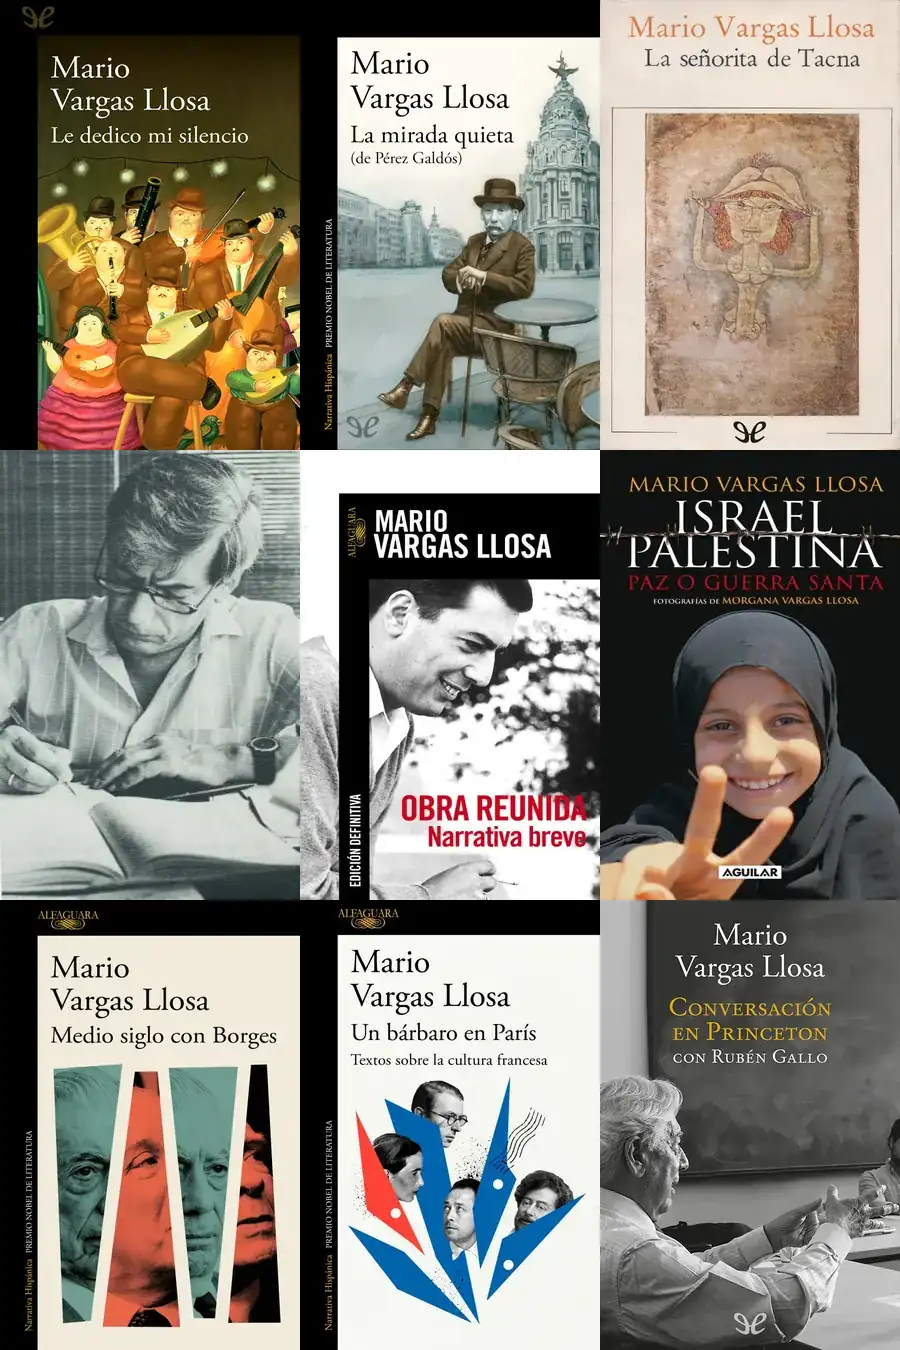 Mario
Vargas Llosa
Le dedico mi silencio
Mario
Vargas Llosa
La mirada quieta
(de Pérez Galdós)
Narrativa Hispánica PREMIO NOBEL DE LITERATURA
Mario Vargas Llosa
La señorita de Tacna
ALFAGUARA
MARIO
VARGAS LLOSA
OBRA REUNIDA
Narrativa breve
EDICIÓN DEFINITIVA
MARIO VARGAS LLOSA
ISRAEL
PALESTINA
PAZ O GUERRA SANTA
FOTOGRAFÍAS DE MORGANA VARGAS LLOSA
AGUILAR
ALFAGUARA
Mario
Vargas Llosa
Medio siglo con Borges
Narrativa Hispánica PREMIO NOBEL DE LITERATURA
ALFAGUARA
Mario
Vargas Llosa
Un bárbaro en París
Textos sobre la cultura francesa
Narrativa Hispánica PREMIO NOBEL DE LITERATURA
Mario
Vargas Llosa
CONVERSACIÓN
EN PRINCETON
CON RUBÉN GALLO